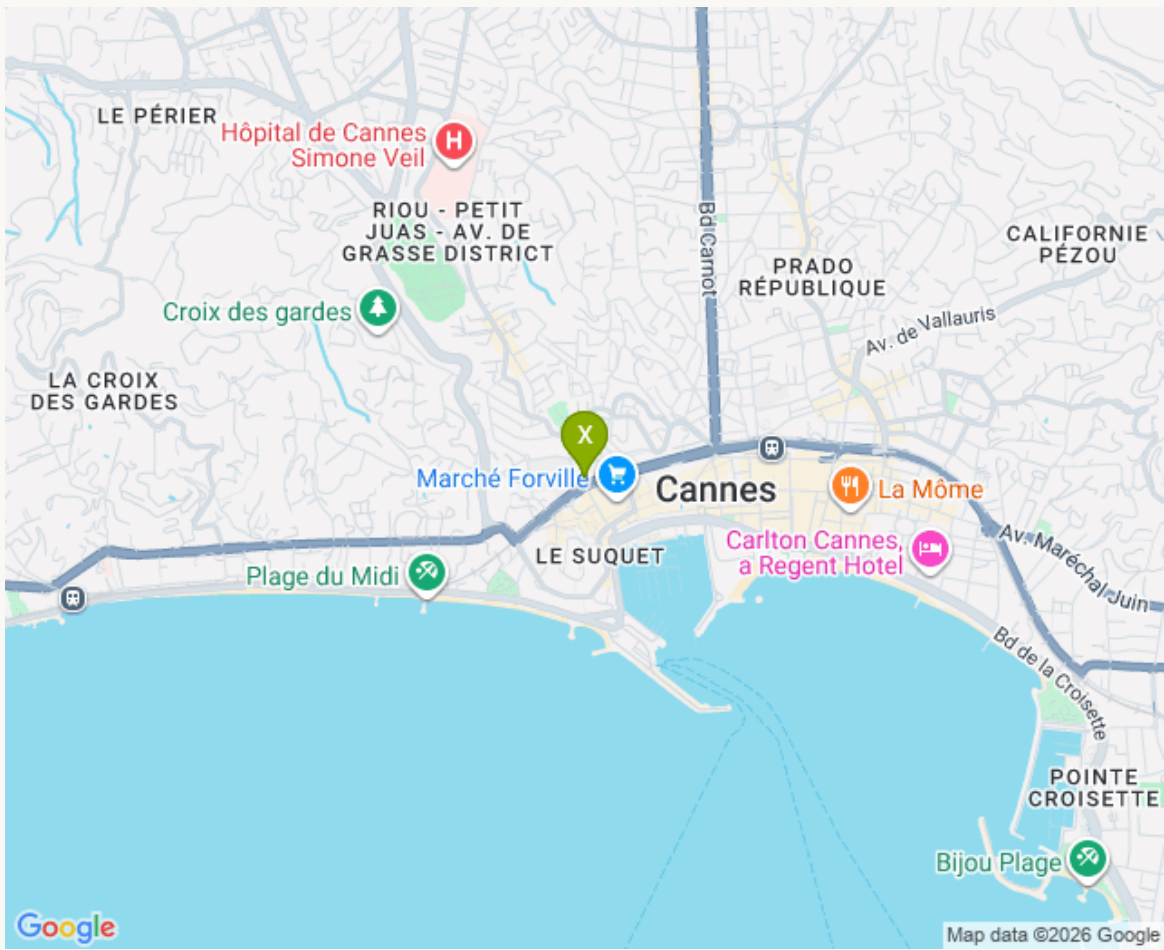 LE PÉRIER
Hôpital de Cannes
Simone Veil
H
RIOU - PETIT
JUAS - AV. DE
GRASSE DISTRICT
Bd Carnot
CALIFORNIE
PÉZOU
PRADO
RÉPUBLIQUE
Croix des gardes
Av. de Vallauris
LA CROIX
DES GARDES
X
Marché Forville
Cannes
La Môme
LE SUQUET
Carlton Cannes,
a Regent Hotel
Av. Maréchal Juin
Plage du Midi
Bd de la Croisette
POINTE
CROISETTE
Bijou Plage
Google
Map data ©2026 Google